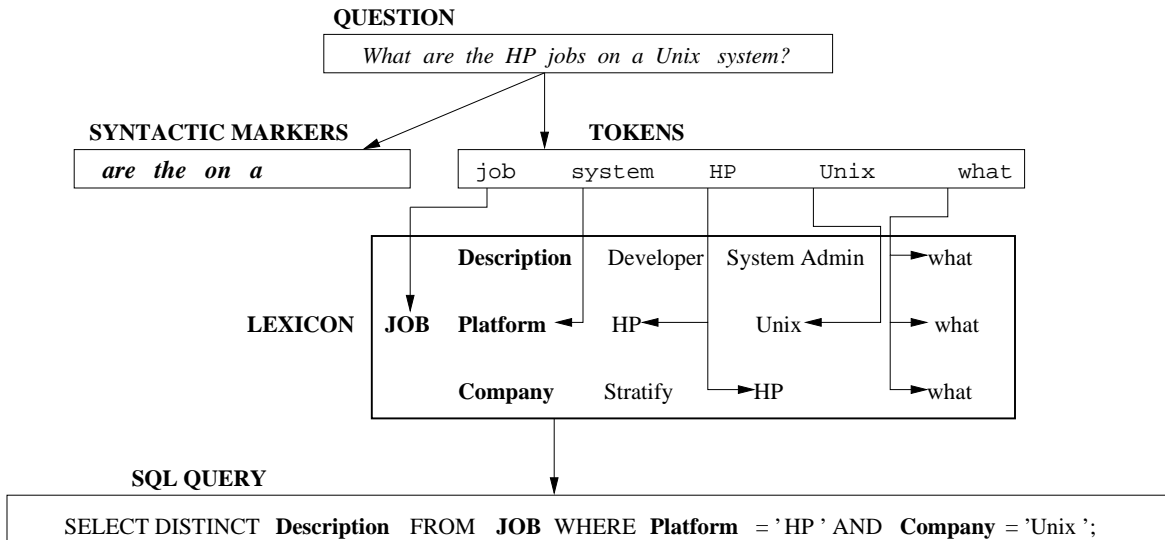 QUESTION
What are the HP jobs on a Unix system?
SYNTACTIC MARKERS
TOKENS
are the on a
job system HP Unix what
Description Developer System Admin what
LEXICON JOB Platform HP Unix what
Company Stratify HP what
SQL QUERY
SELECT DISTINCT Description FROM JOB WHERE Platform = ’ HP ’ AND Company = ’Unix ’;